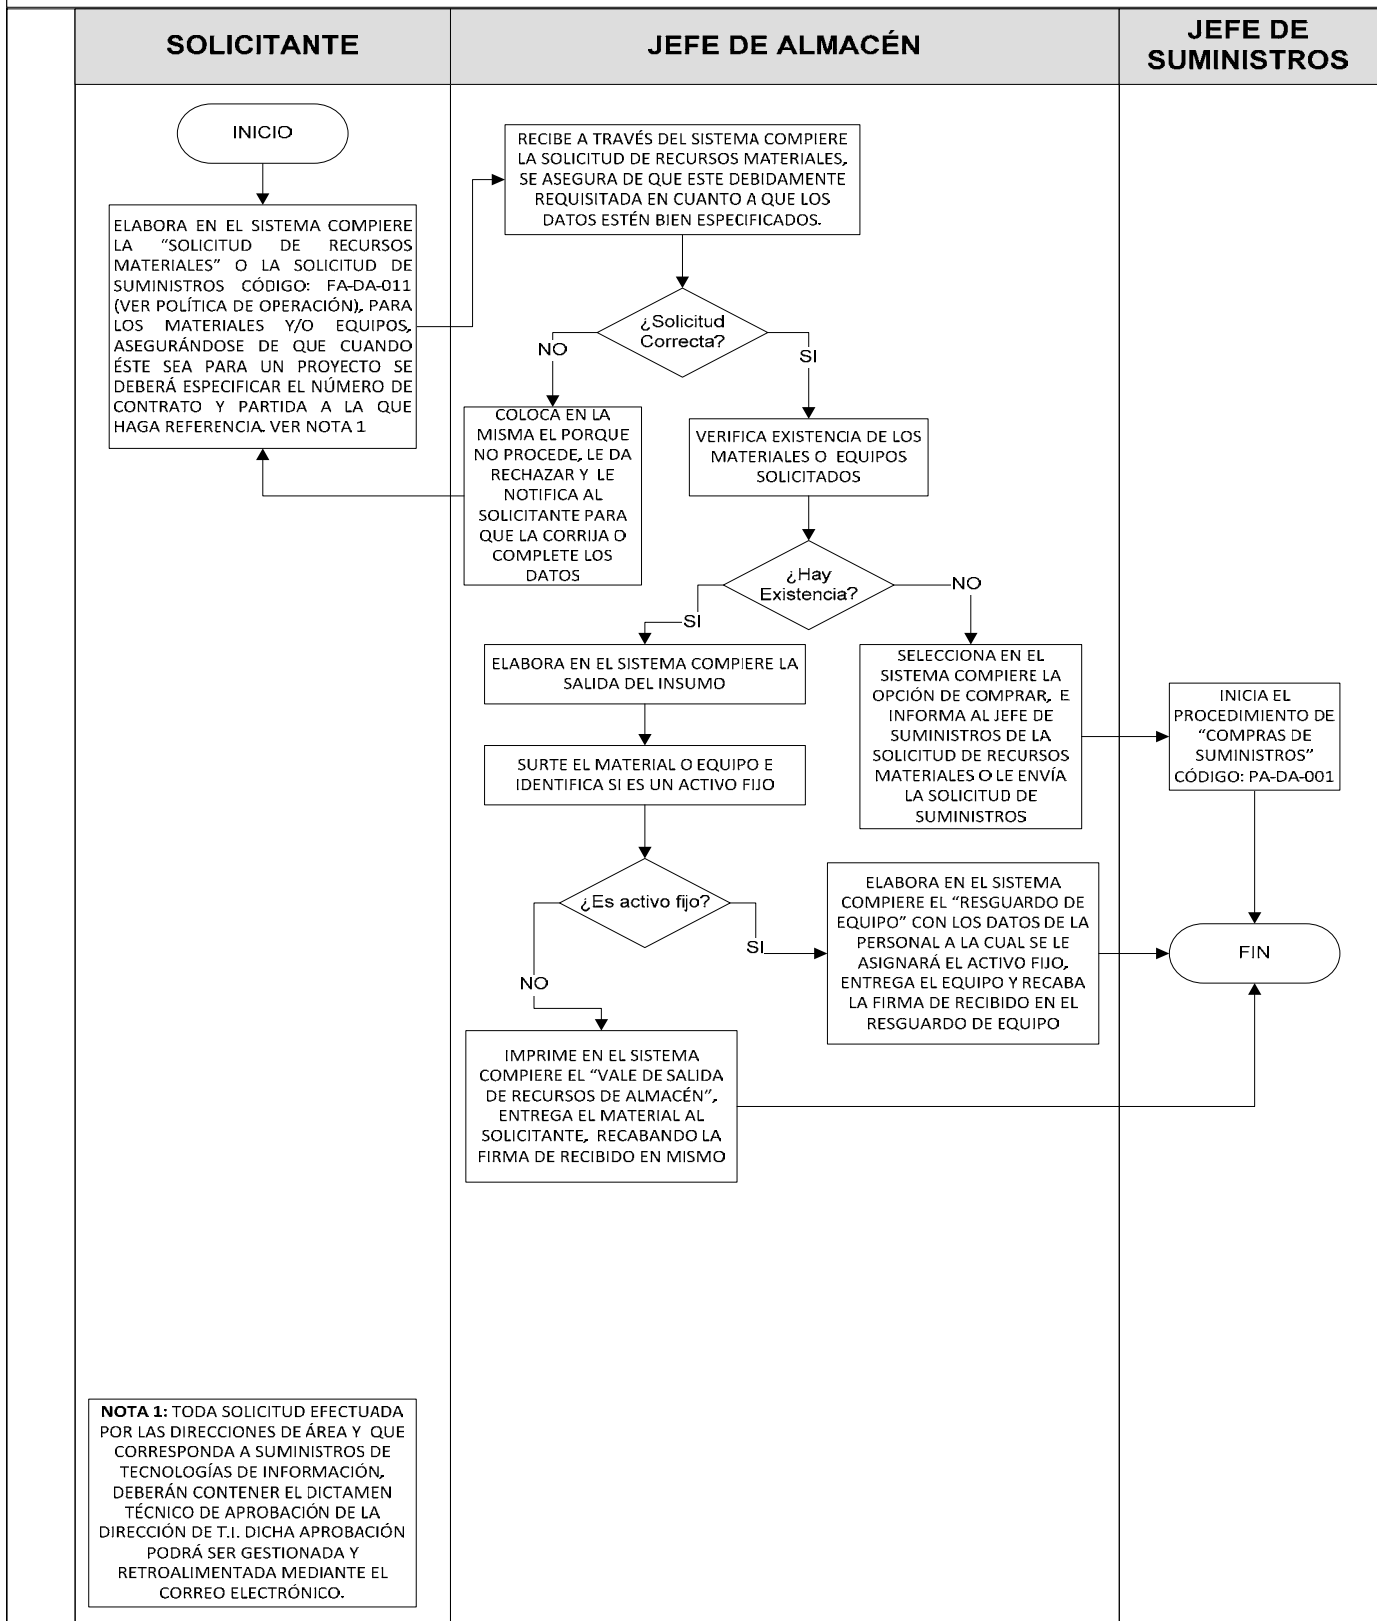 SOLICITANTE
JEFE DE ALMACÉN
JEFE DE
SUMINISTROS
INICIO
ELABORA EN EL SISTEMA COMPIERE
LA “SOLICITUD DE RECURSOS
MATERIALES” O LA SOLICITUD DE
SUMINISTROS CÓDIGO: FA-DA-011
(VER POLÍTICA DE OPERACIÓN), PARA
LOS MATERIALES Y/O EQUIPOS,
ASEGURÁNDOSE DE QUE CUANDO
ÉSTE SEA PARA UN PROYECTO SE
DEBERÁ ESPECIFICAR EL NÚMERO DE
CONTRATO Y PARTIDA A LA QUE
HAGA REFERENCIA. VER NOTA 1
RECIBE A TRAVÉS DEL SISTEMA COMPIERE
LA SOLICITUD DE RECURSOS MATERIALES,
SE ASEGURA DE QUE ESTE DEBIDAMENTE
REQUISITADA EN CUANTO A QUE LOS
DATOS ESTÉN BIEN ESPECIFICADOS.
¿Solicitud
Correcta?
NO
SI
COLOCA EN LA
MISMA EL PORQUE
NO PROCEDE, LE DA
RECHAZAR Y LE
NOTIFICA AL
SOLICITANTE PARA
QUE LA CORRIJA O
COMPLETE LOS
DATOS
VERIFICA EXISTENCIA DE LOS
MATERIALES O EQUIPOS
SOLICITADOS
¿Hay
Existencia?
SI
NO
ELABORA EN EL SISTEMA COMPIERE LA
SALIDA DEL INSUMO
SURTE EL MATERIAL O EQUIPO E
IDENTIFICA SI ES UN ACTIVO FIJO
SELECCIONA EN EL
SISTEMA COMPIERE LA
OPCIÓN DE COMPRAR, E
INFORMA AL JEFE DE
SUMINISTROS DE LA
SOLICITUD DE RECURSOS
MATERIALES O LE ENVÍA
LA SOLICITUD DE
SUMINISTROS
INICIA EL
PROCEDIMIENTO DE
“COMPRAS DE
SUMINISTROS”
CÓDIGO: PA-DA-001
¿Es activo fijo?
SI
NO
ELABORA EN EL SISTEMA
COMPIERE EL “RESGUARDO DE
EQUIPO” CON LOS DATOS DE LA
PERSONAL A LA CUAL SE LE
ASIGNARÁ EL ACTIVO FIJO,
ENTREGA EL EQUIPO Y RECABA
LA FIRMA DE RECIBIDO EN EL
RESGUARDO DE EQUIPO
FIN
IMPRIME EN EL SISTEMA
COMPIERE EL “VALE DE SALIDA
DE RECURSOS DE ALMACÉN”,
ENTREGA EL MATERIAL AL
SOLICITANTE, RECABANDO LA
FIRMA DE RECIBIDO EN MISMO
NOTA 1: TODA SOLICITUD EFECTUADA
POR LAS DIRECCIONES DE ÁREA Y QUE
CORRESPONDA A SUMINISTROS DE
TECNOLOGÍAS DE INFORMACIÓN,
DEBERÁN CONTENER EL DICTAMEN
TÉCNICO DE APROBACIÓN DE LA
DIRECCIÓN DE T.I. DICHA APROBACIÓN
PODRÁ SER GESTIONADA Y
RETROALIMENTADA MEDIANTE EL
CORREO ELECTRÓNICO.